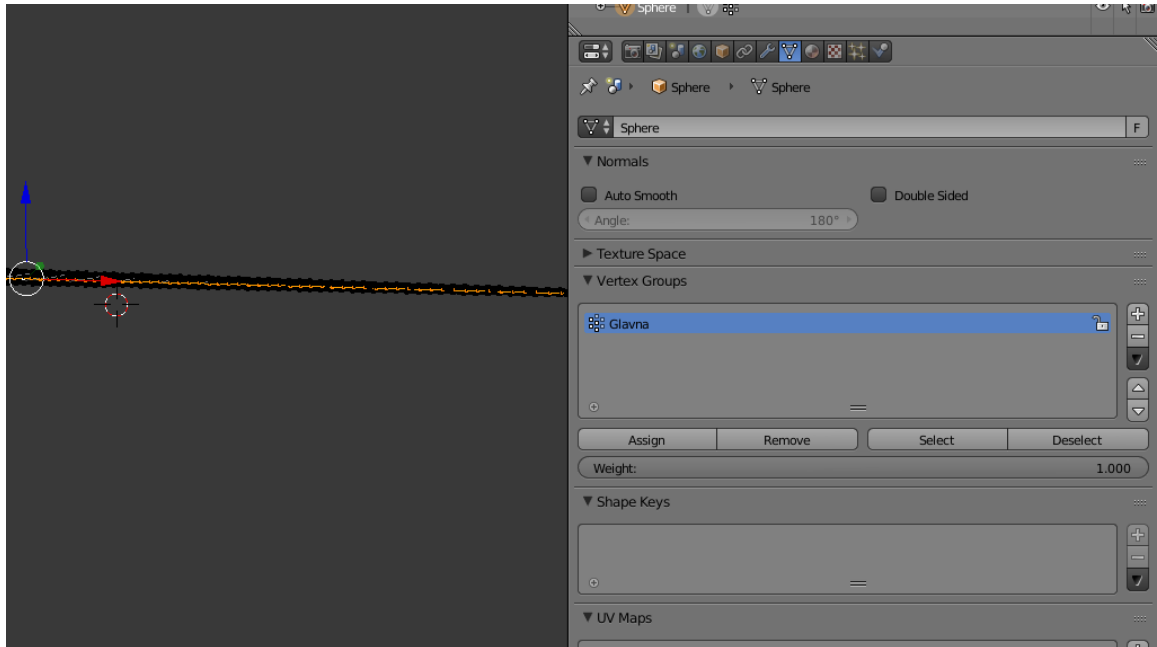 Sphere
Sphere Sphere
Sphere F
Normals
Auto Smooth Double Sided
Angle: 180°
Texture Space
Vertex Groups
Glavna
Assign Remove Select Deselect
Weight: 1.000
Shape Keys
UV Maps